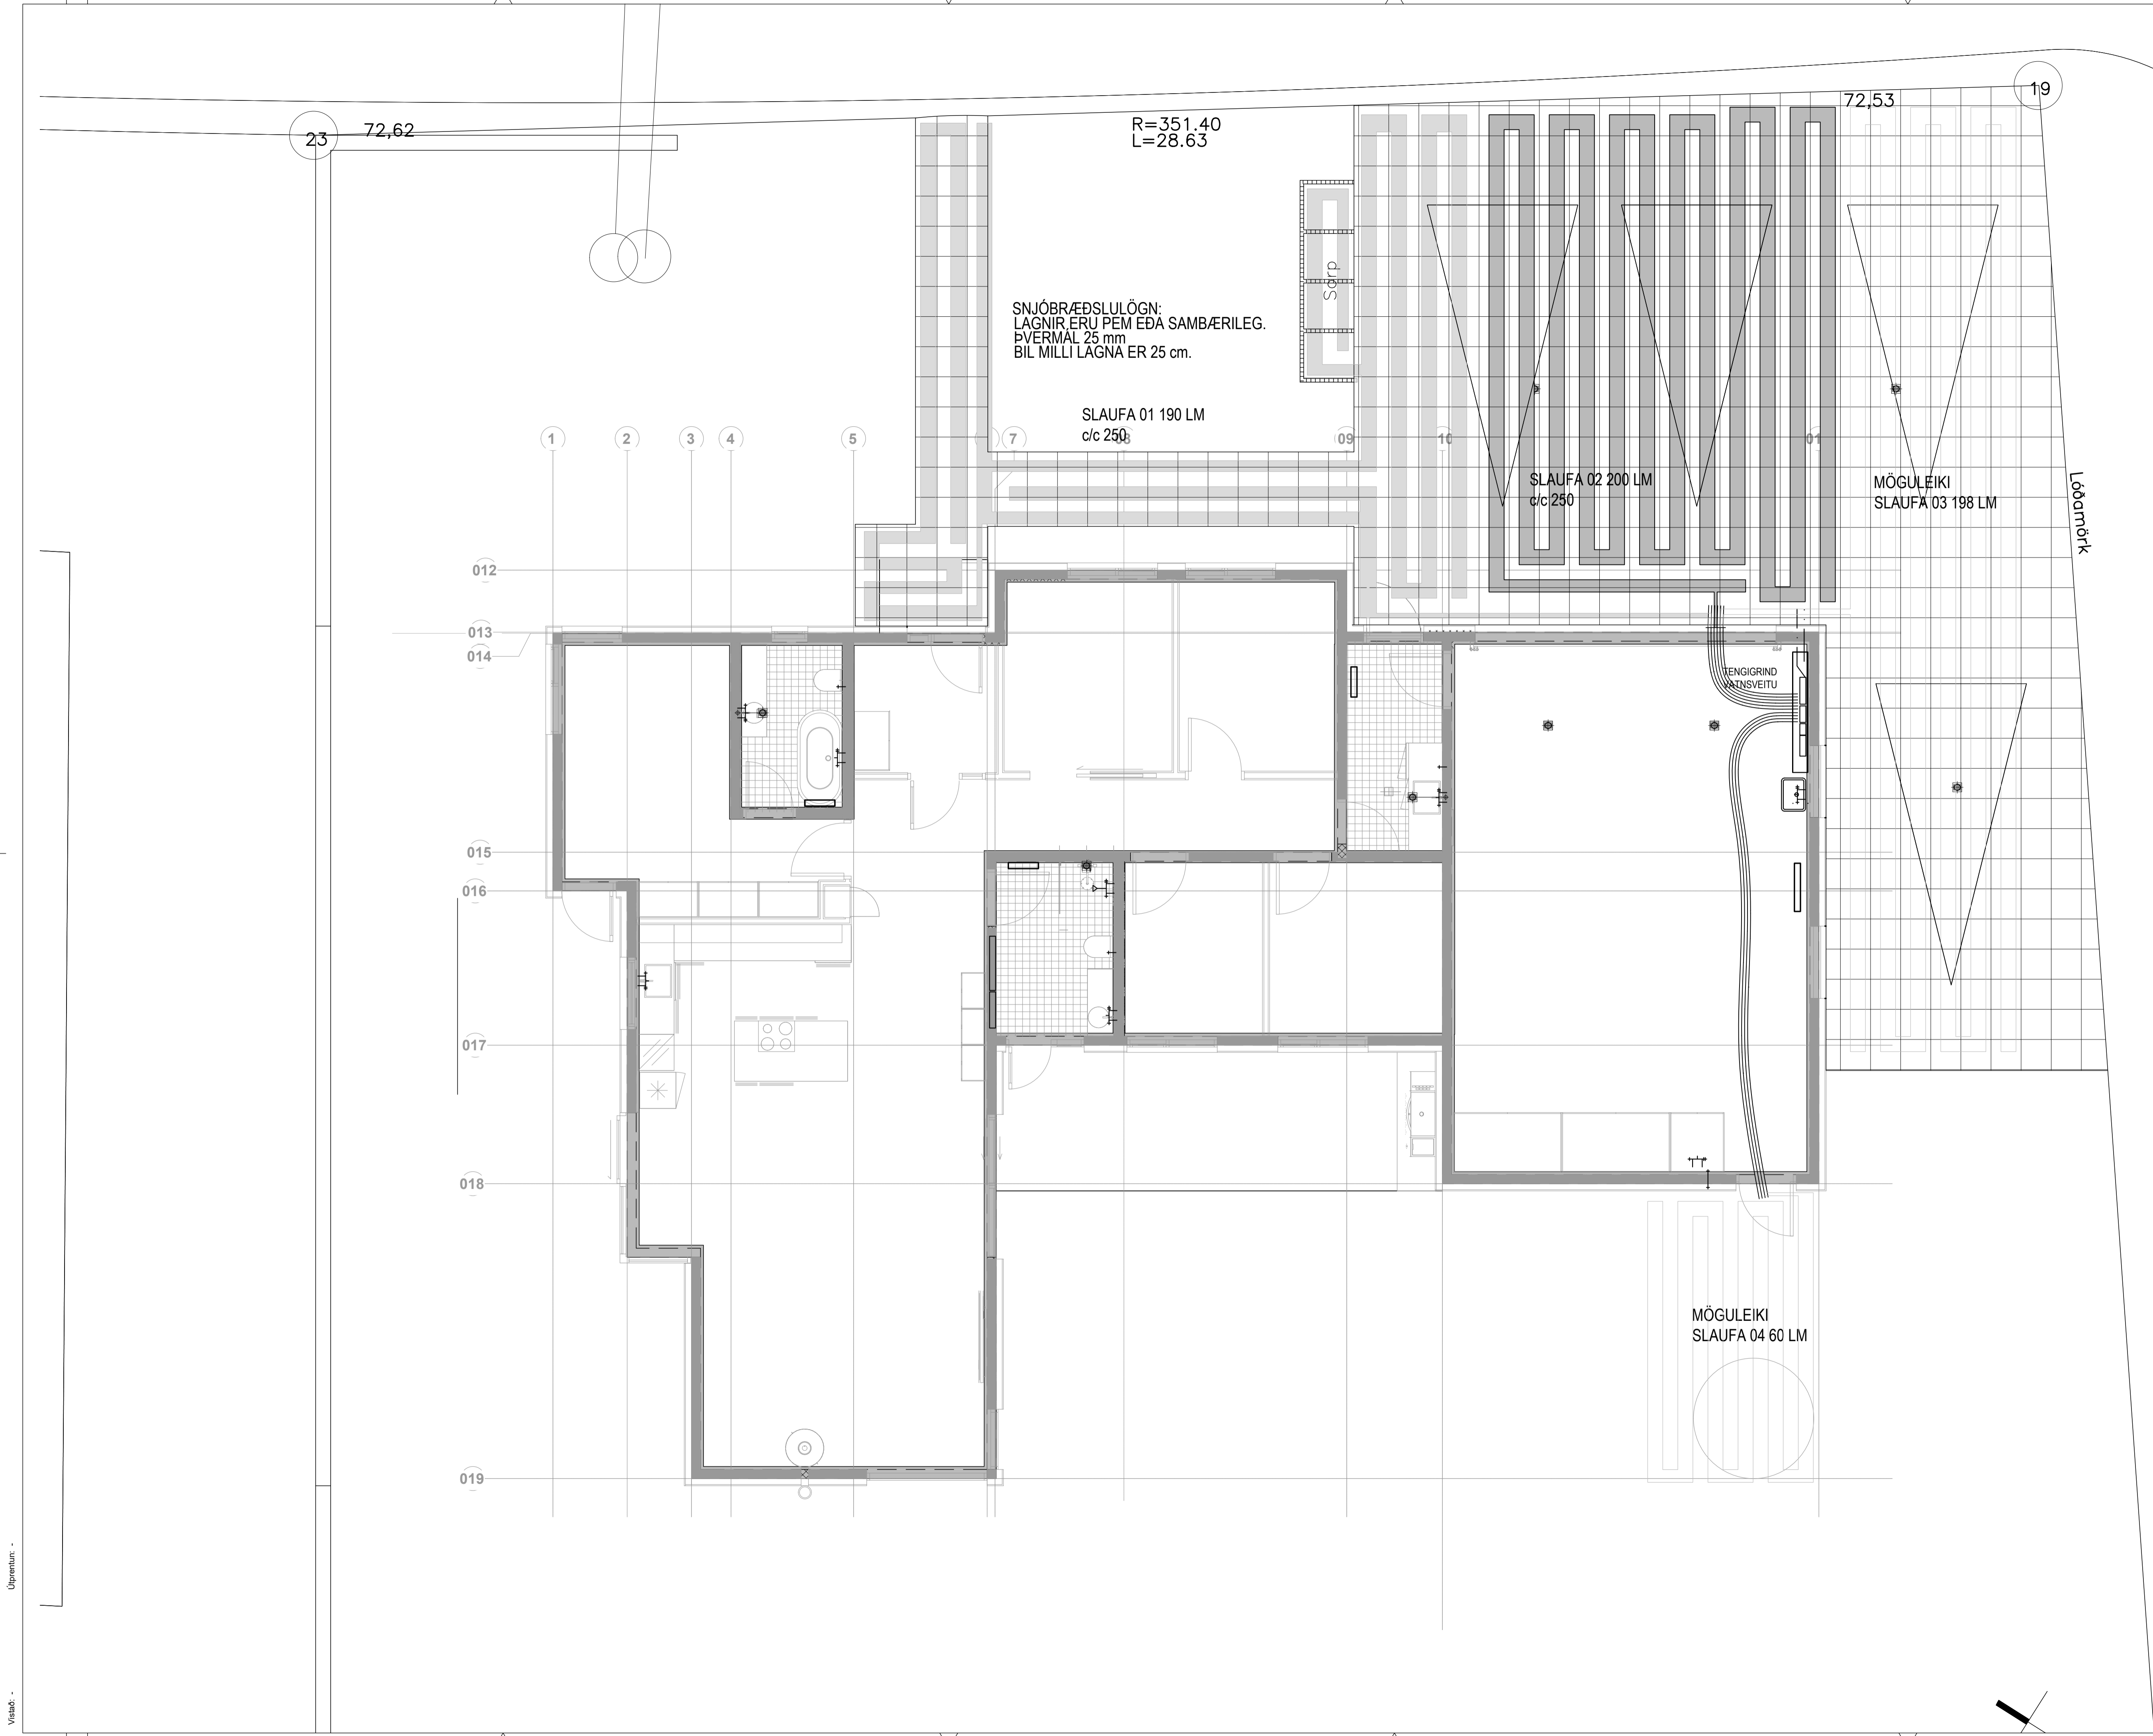 19
72,53
23
72,62
R=351.40
L=28.63
Sorp
SNJÓBRÆÐSLULÖGN:
LAGNIR ERU PEM EÐA SAMBÆRILEG.
ÞVERMÁL 25 mm
BIL MILLI LAGNA ER 25 cm.
SLAUFA 01 190 LM
c/c 250
1
2
3
4
5
7
08
09
10
01
SLAUFA 02 200 LM
c/c 250
MÖGULEIKI
SLAUFA 03 198 LM
Lóðamörk
012
013
014
TENGIGRIND
VATNSVEITU
015
016
017
018
MÖGULEIKI
SLAUFA 04 60 LM
019
Útprentun: -
Vistað: -